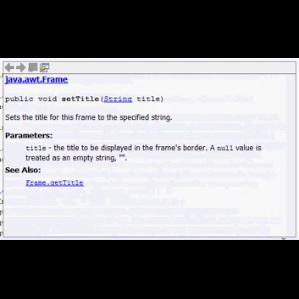 java.awt.Frame
public void setTitle(String title)
Sets the title for this frame to the specified string.
Parameters:
title - the title to be displayed in the frame's border. A null value is
treated as an empty string, "".
See Also:
Frame.getTitle